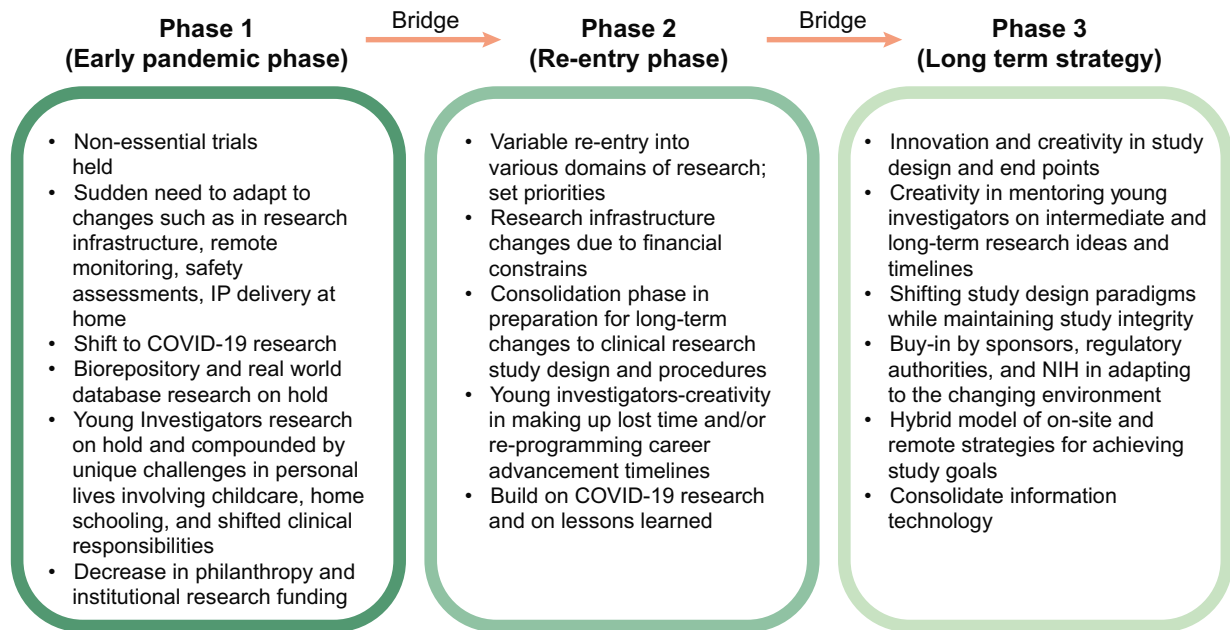 Phase 1
(Early pandemic phase)
Bridge
Phase 2
(Re-entry phase)
Bridge
Phase 3
(Long term strategy)
• Non-essential trials
held
• Sudden need to adapt to
changes such as in research
infrastructure, remote
monitoring, safety
assessments, IP delivery at
home
• Shift to COVID-19 research
• Biorepository and real world
database research on hold
• Young Investigators research
on hold and compounded by
unique challenges in personal
lives involving childcare, home
schooling, and shifted clinical
responsibilities
• Decrease in philanthropy and
institutional research funding
• Variable re-entry into
various domains of research;
set priorities
• Research infrastructure
changes due to financial
constrains
• Consolidation phase in
preparation for long-term
changes to clinical research
study design and procedures
• Young investigators-creativity
in making up lost time and/or
re-programming career
advancement timelines
• Build on COVID-19 research
and on lessons learned
• Innovation and creativity in study
design and end points
• Creativity in mentoring young
investigators on intermediate and
long-term research ideas and
timelines
• Shifting study design paradigms
while maintaining study integrity
• Buy-in by sponsors, regulatory
authorities, and NIH in adapting
to the changing environment
• Hybrid model of on-site and
remote strategies for achieving
study goals
• Consolidate information
technology